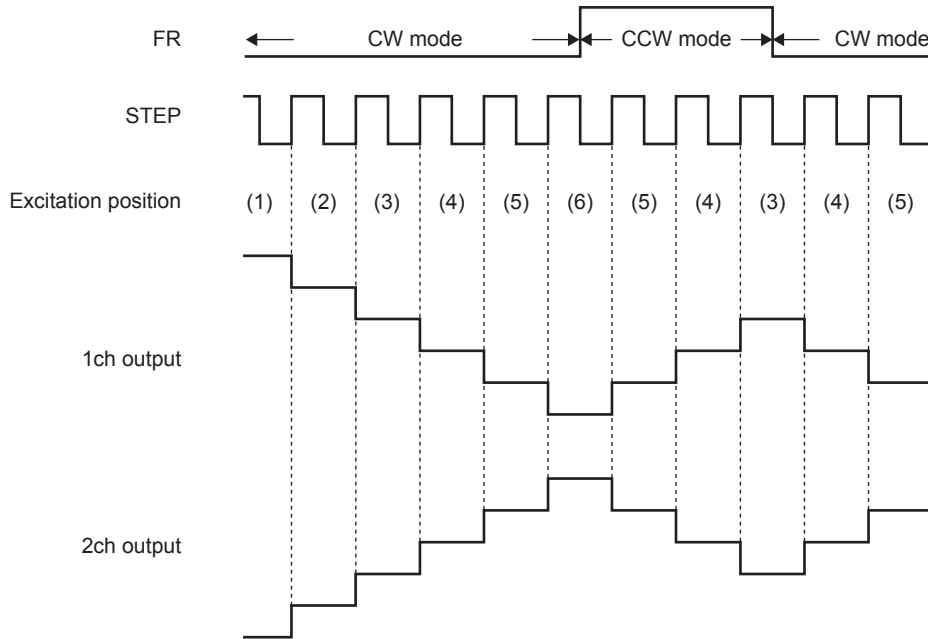 FR CW mode CCW mode CW mode
STEP
Excitation position (1) (2) (3) (4) (5) (6) (5) (4) (3) (4) (5)
1ch output
2ch output